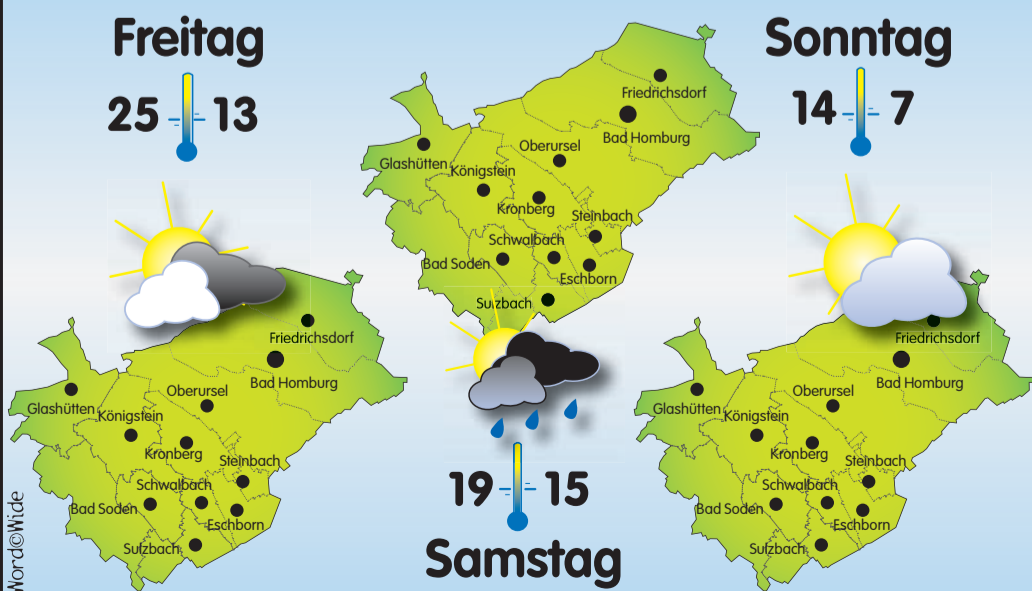 Freitag
25 13
Sonntag
14 7
Friedrichsdorf
Bad Homburg
Oberursel
Glashütten
Königstein
Kronberg
Steinbach
Schwalbach
Bad Soden
Eschborn
Sulzbach
Friedrichsdorf
Bad Homburg
Oberursel
Glashütten
Königstein
Kronberg
Steinbach
Schwalbach
Bad Soden
Eschborn
Sulzbach
19 15
Samstag
Friedrichsdorf
Bad Homburg
Oberursel
Glashütten
Königstein
Kronberg
Steinbach
Schwalbach
Bad Soden
Eschborn
Sulzbach
Word©Wide